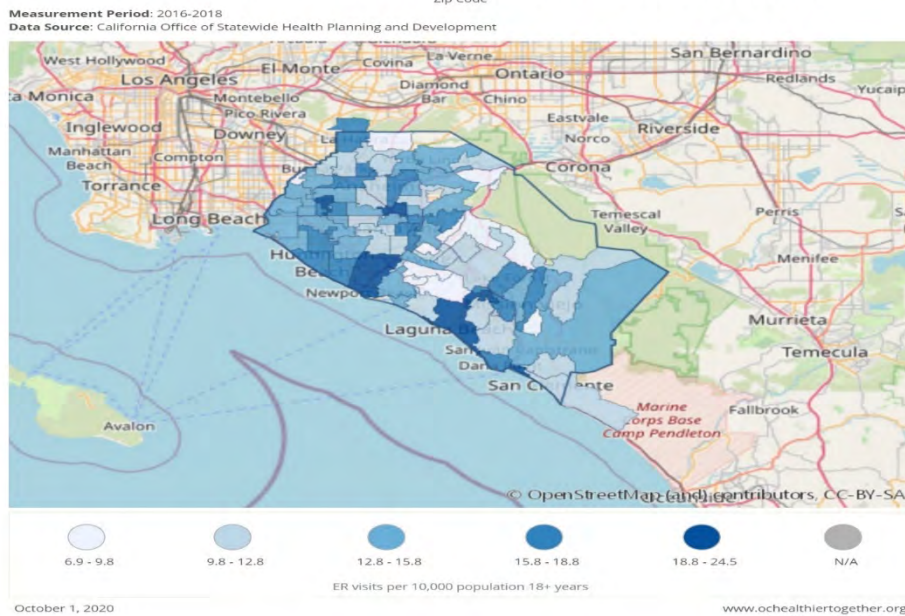 Zip Code
Measurement Period: 2016-2018
Data Source: California Office of Statewide Health Planning and Development
West Hollywood
El Monte
Covina
La Verne
San Bernardino
Los Angeles
Ontario
Redlands
Diamond
Bar
Chino
Montebello
Pico Rivera
Yucaip
ta Monica
Eastvale
Inglewood
Downey
Norco
Riverside
Manhattan
Beach
Compton
Corona
Torrance
Long Beach
Temescal
Valley
Perris
Menifee
Beach
Newpo
Laguna Beach
Murrieta
Temecula
San Clemente
Marine
Corps Base
Camp Pendleton
Fallbrook
Avalon
© OpenStreetMap (and) contributors, CC-BY-SA
6.9 - 9.8
9.8 - 12.8
12.8 - 15.8
15.8 - 18.8
18.8 - 24.5
N/A
ER visits per 10,000 population 18+ years
October 1, 2020
www.ochealthiertogether.org